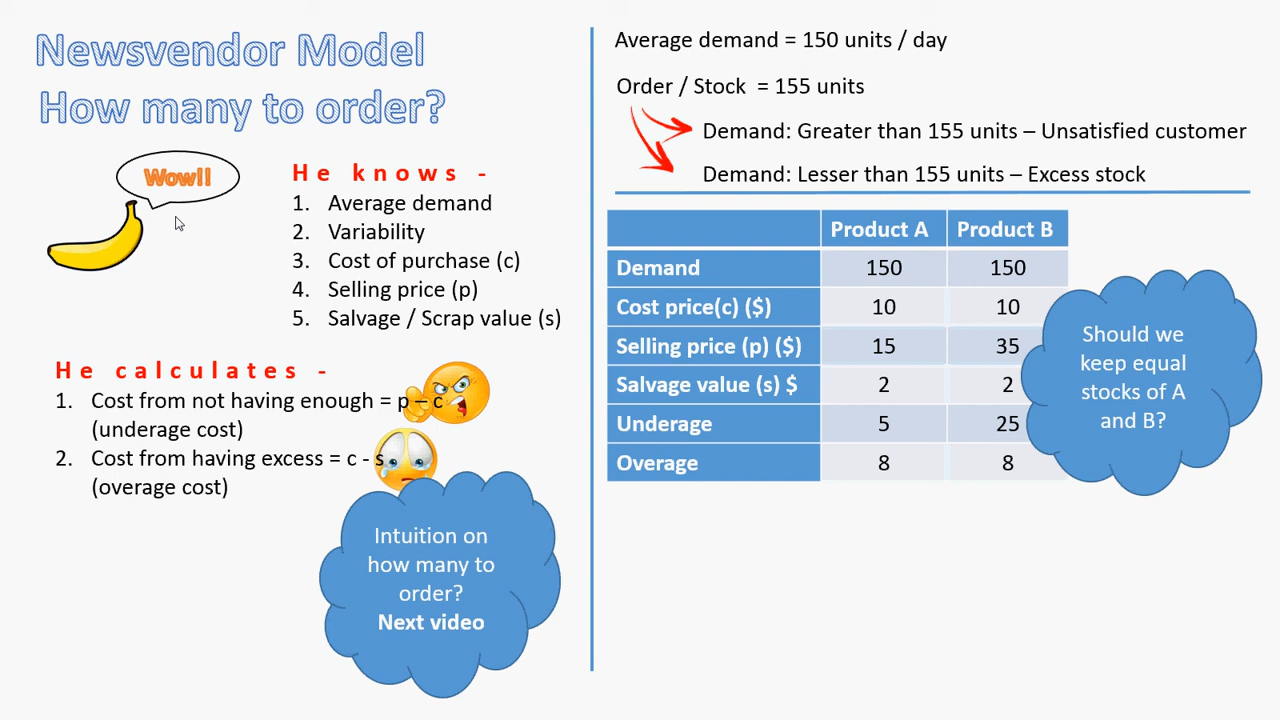 Newsvendor Model
How many to order?
Wow!!
He knows -
1. Average demand
2. Variability
3. Cost of purchase (c)
4. Selling price (p)
5. Salvage / Scrap value (s)
He calculates -
1. Cost from not having enough = p – c
(underage cost)
2. Cost from having excess = c - s
(overage cost)
Intuition on
how many to
order?
Next video
Average demand = 150 units / day
Order / Stock = 155 units
Demand: Greater than 155 units – Unsatisfied customer
Demand: Lesser than 155 units – Excess stock
Product A Product B
Demand 150 150
Cost price(c) ($) 10 10
Selling price (p) ($) 15 35
Salvage value (s) $ 2 2
Underage 5 25
Overage 8 8
Should we
keep equal
stocks of A
and B?